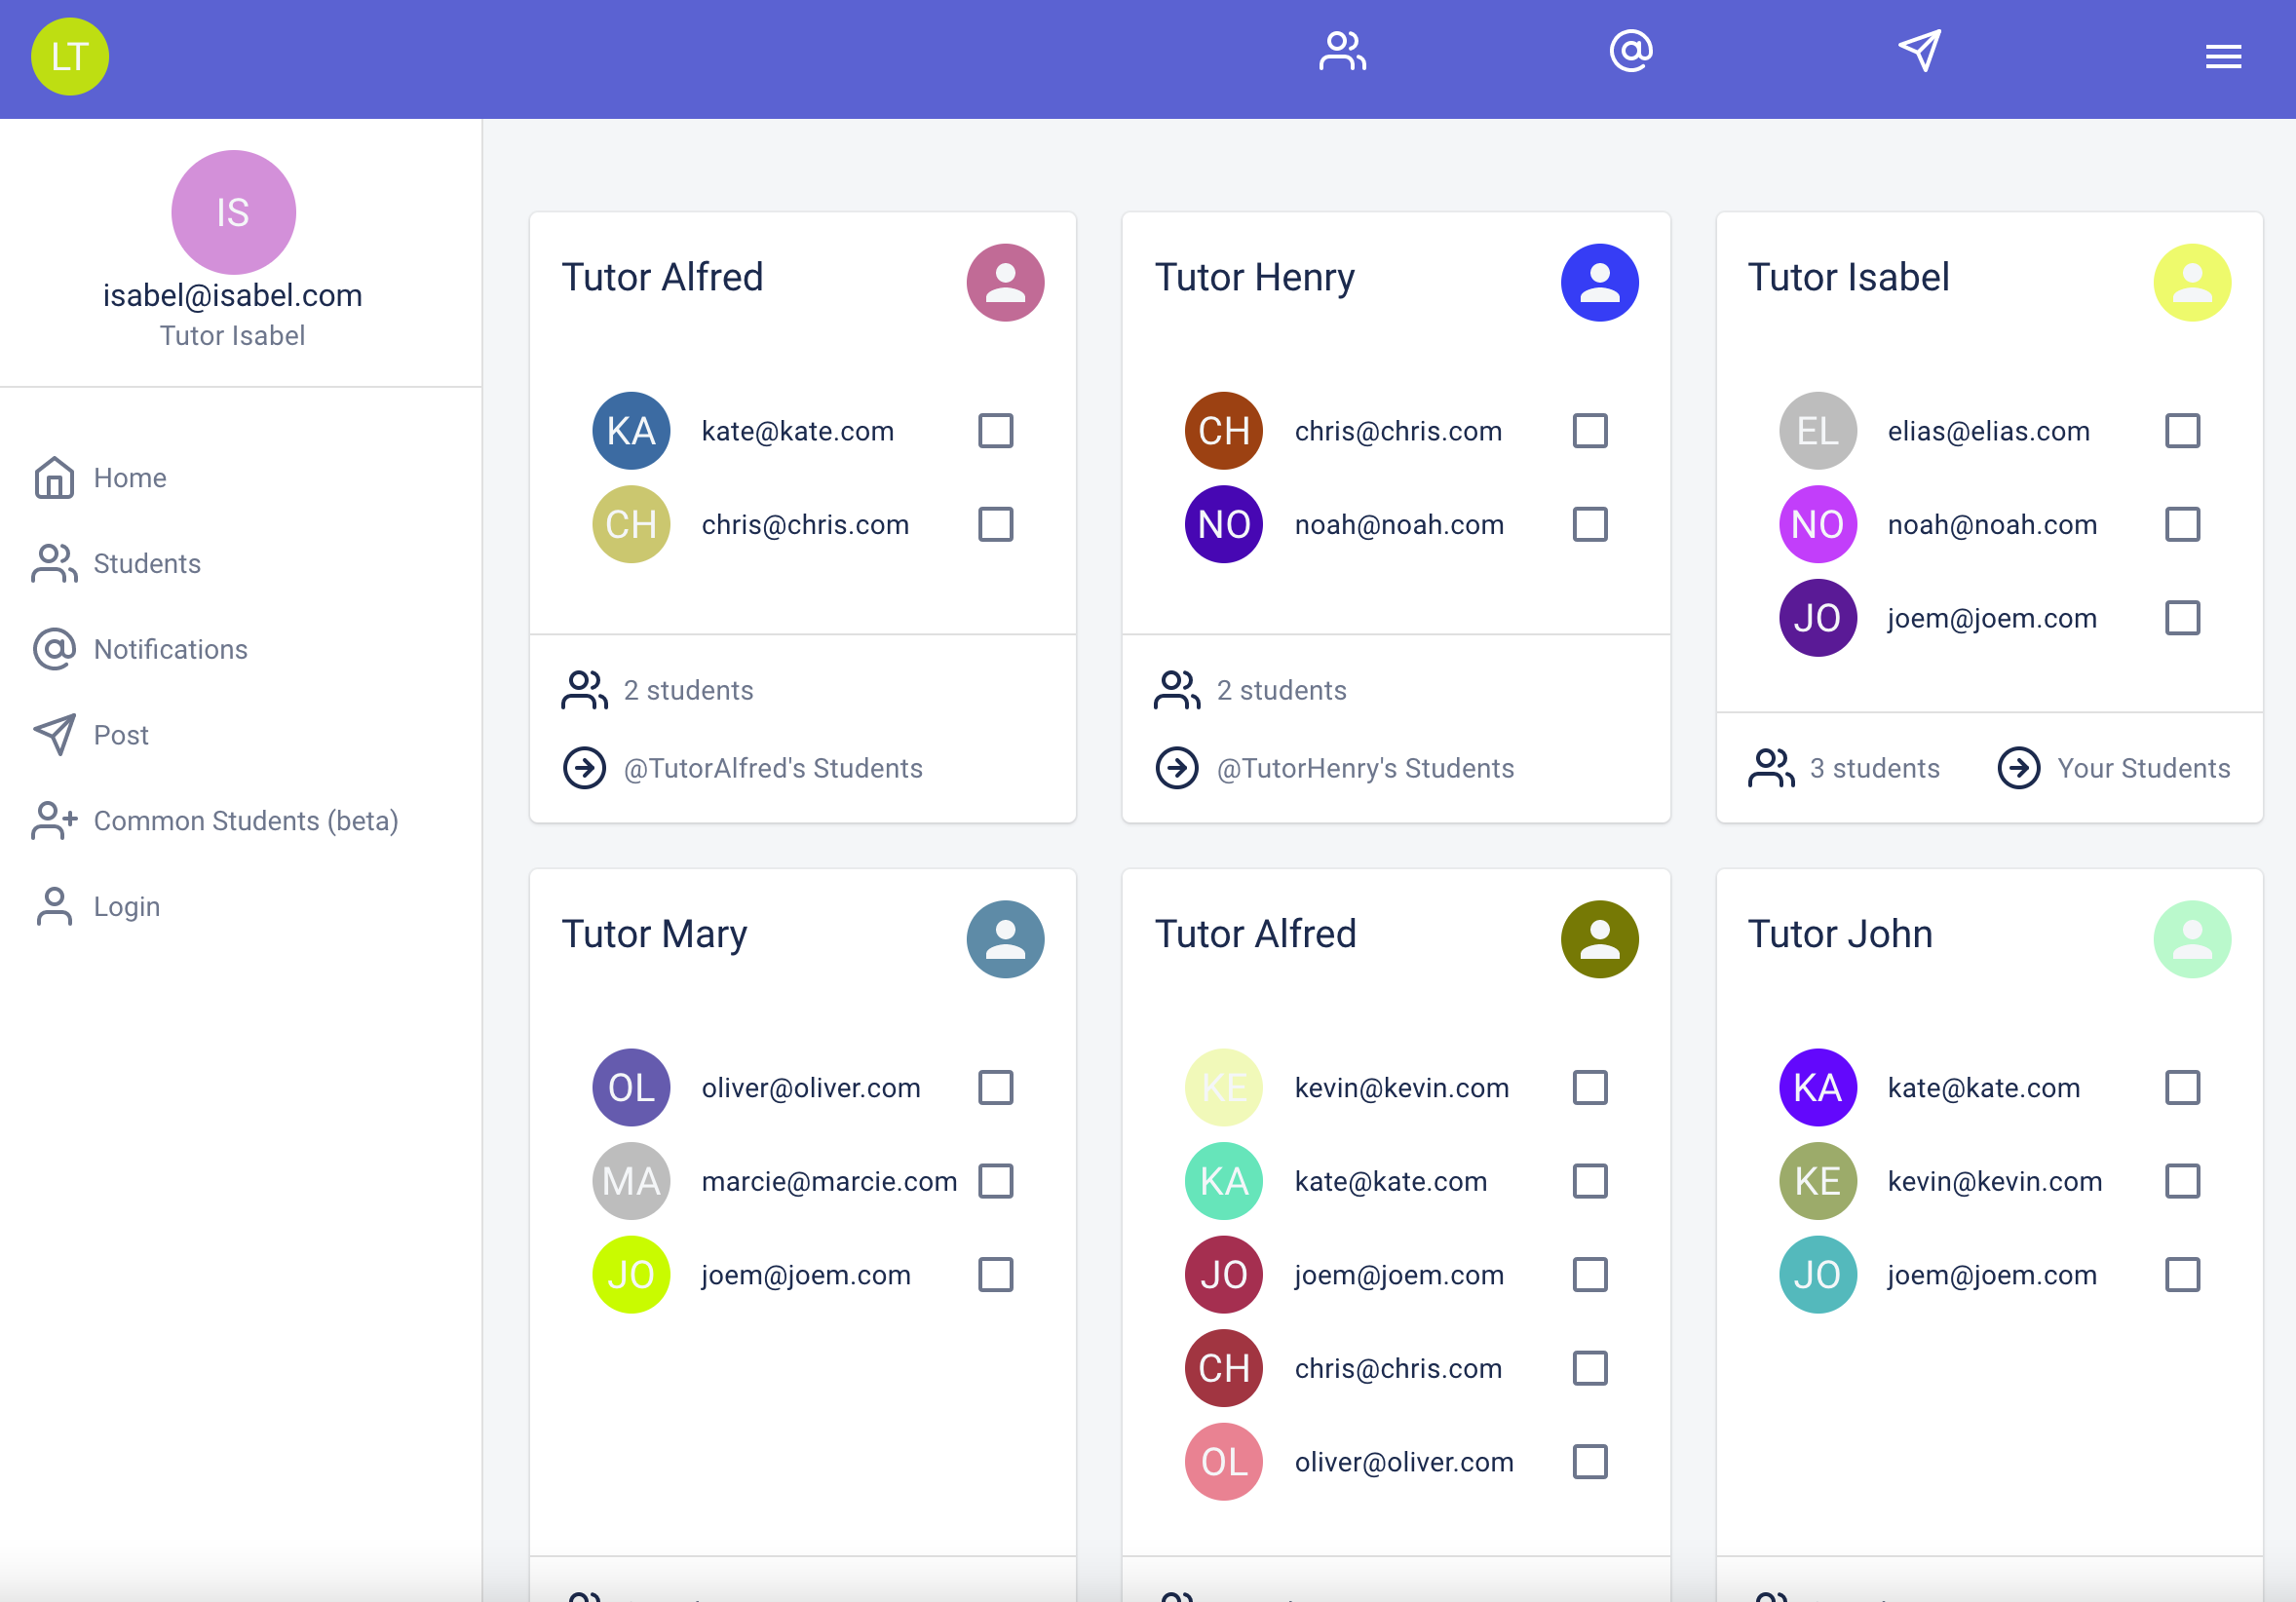 LT
IS
isabel@isabel.com
Tutor Isabel
Home
Students
Notifications
Post
Common Students (beta)
Login
Tutor Alfred
KA kate@kate.com
CH chris@chris.com
2 students
@TutorAlfred's Students
Tutor Henry
CH chris@chris.com
NO noah@noah.com
2 students
@TutorHenry's Students
Tutor Isabel
EL elias@elias.com
NO noah@noah.com
JO joem@joem.com
3 students Your Students
Tutor Mary
OL oliver@oliver.com
MA marcie@marcie.com
JO joem@joem.com
Tutor Alfred
KE kevin@kevin.com
KA kate@kate.com
JO joem@joem.com
CH chris@chris.com
OL oliver@oliver.com
Tutor John
KA kate@kate.com
KE kevin@kevin.com
JO joem@joem.com